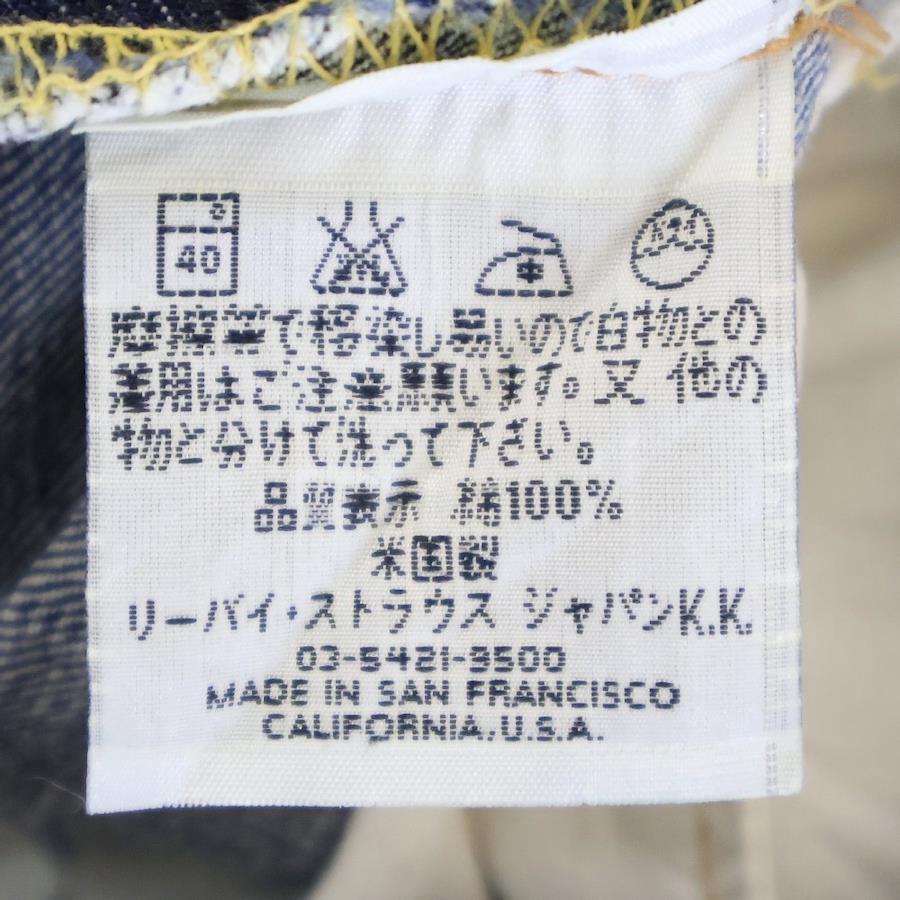 40
摩擦等で移染し易いので白物との
着用はご注意願います。又 他の
物と分けて洗って下さい。
品質表示 綿100%
米国製
リーバイ・ストラウス ジャパンK.K.
03-5421-9500
MADE IN SAN FRANCISCO
CALIFORNIA.U.S.A.